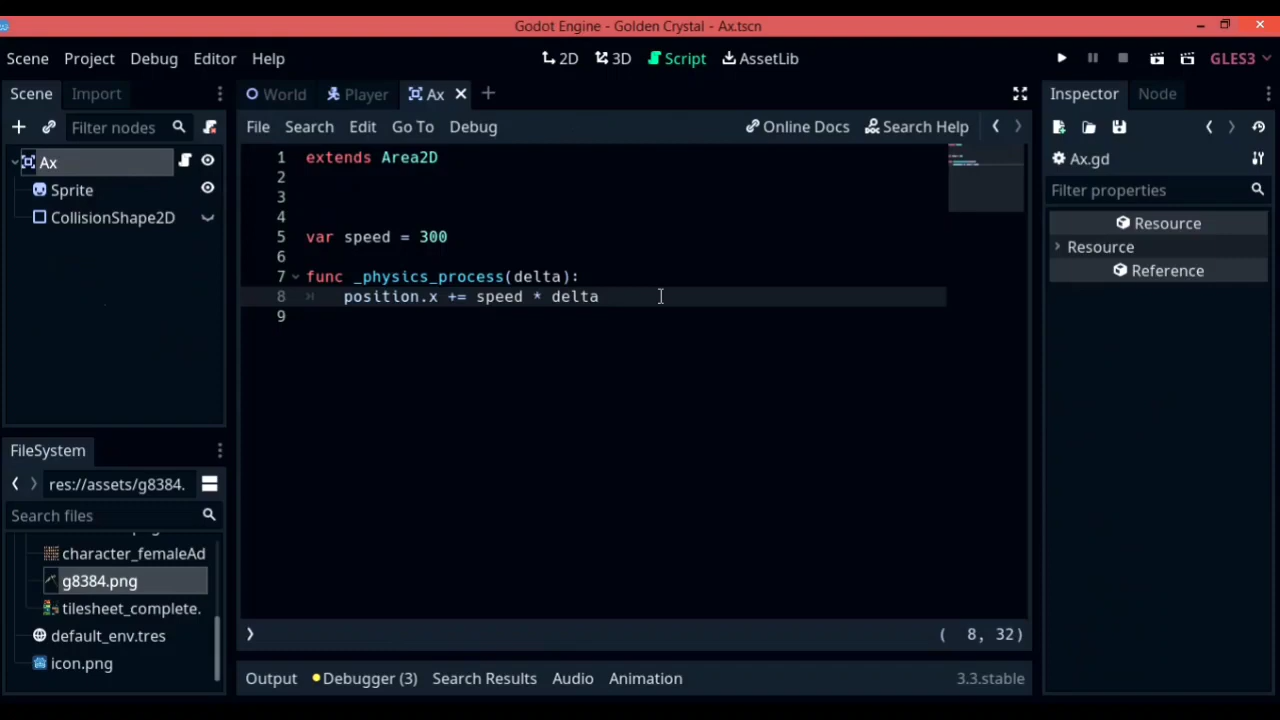 Godot Engine - Golden Crystal - Ax.tscn
Scene Project Debug Editor Help
2D 3D Script AssetLib
GLES3
Scene Import
Filter nodes
Ax
Sprite
CollisionShape2D
FileSystem
res://assets/g8384.
Search files
character_femaleAd
g8384.png
tilesheet_complete.
default_env.tres
icon.png
World Player Ax
File Search Edit Go To Debug
Online Docs Search Help
1 extends Area2D
2
3
4
5 var speed = 300
6
7 func _physics_process(delta):
8 position.x += speed * delta
9
( 8, 32)
Output Debugger (3) Search Results Audio Animation
3.3.stable
Inspector Node
Ax.gd
Filter properties
Resource
Resource
Reference